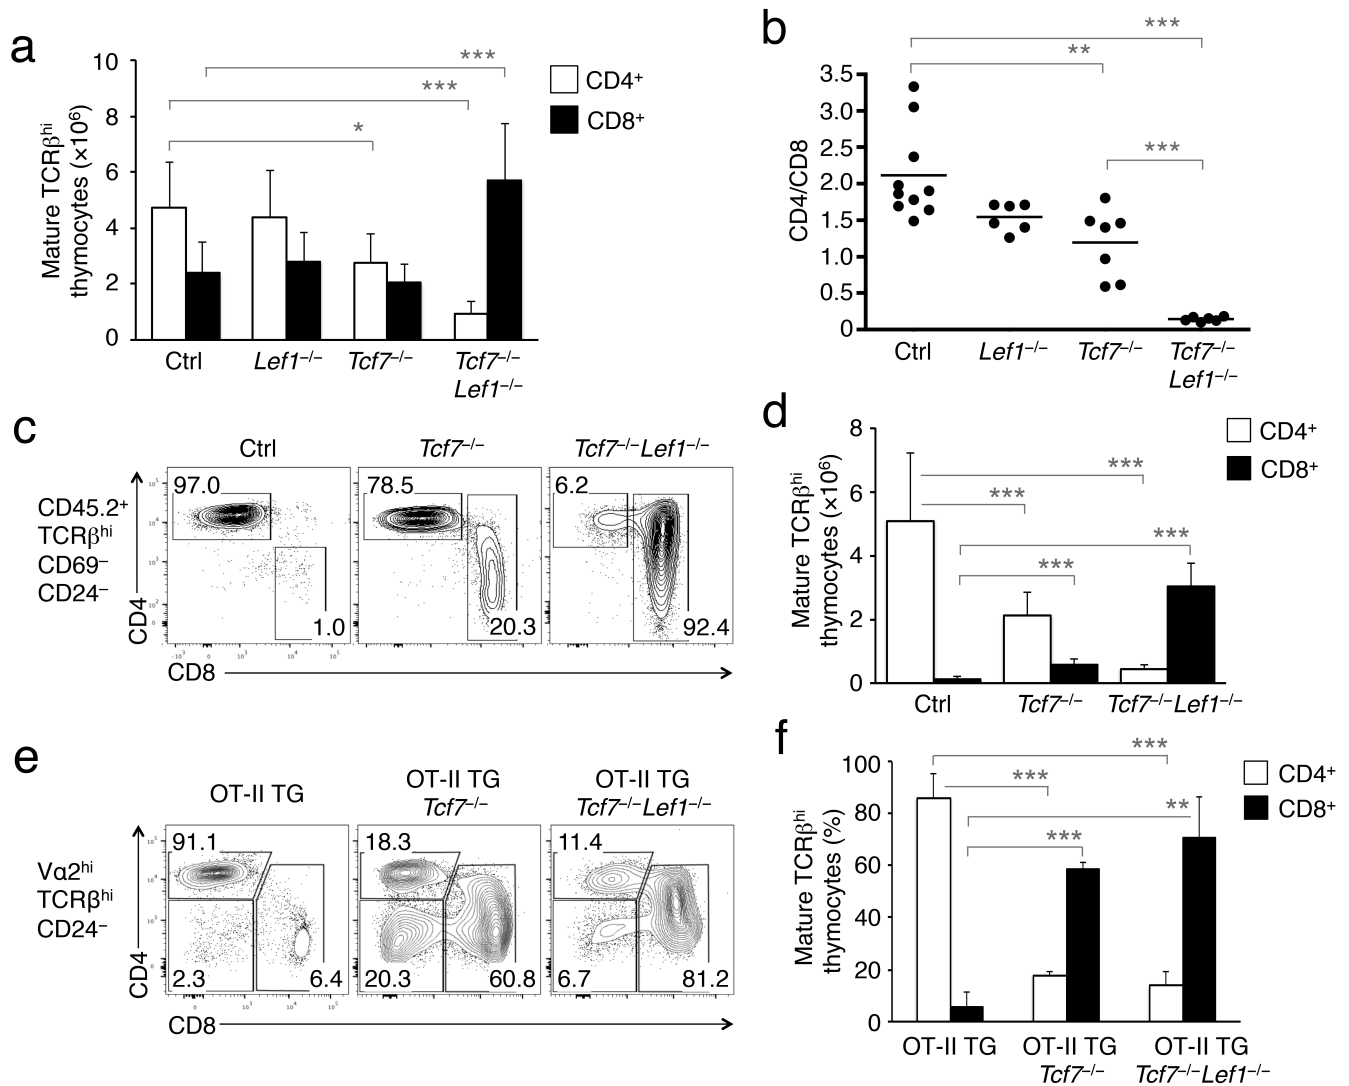 a
Mature TCRβhi
thymocytes (×10⁶)
10
8
6
4
2
0
***
***
*
CD4⁺
CD8⁺
Ctrl
Lef1⁻/⁻
Tcf7⁻/⁻
Tcf7⁻/⁻
Lef1⁻/⁻
b
CD4/CD8
3.5
3.0
2.5
2.0
1.5
1.0
0.5
0
***
**
***
Ctrl
Lef1⁻/⁻
Tcf7⁻/⁻
Tcf7⁻/⁻
Lef1⁻/⁻
c
CD45.2⁺
TCRβhi
CD69⁻
CD24⁻
Ctrl
Tcf7⁻/⁻
Tcf7⁻/⁻Lef1⁻/⁻
97.0
1.0
78.5
20.3
6.2
92.4
CD4
CD8
d
Mature TCRβhi
thymocytes (×10⁶)
8
6
4
2
0
***
***
***
***
CD4⁺
CD8⁺
Ctrl
Tcf7⁻/⁻
Tcf7⁻/⁻Lef1⁻/⁻
e
Vα2hi
TCRβhi
CD24⁻
OT-II TG
OT-II TG
Tcf7⁻/⁻
OT-II TG
Tcf7⁻/⁻Lef1⁻/⁻
91.1
2.3
6.4
18.3
20.3
60.8
11.4
6.7
81.2
CD4
CD8
f
Mature TCRβhi
thymocytes (%)
100
80
60
40
20
0
***
***
**
***
CD4⁺
CD8⁺
OT-II TG
OT-II TG
Tcf7⁻/⁻
OT-II TG
Tcf7⁻/⁻Lef1⁻/⁻